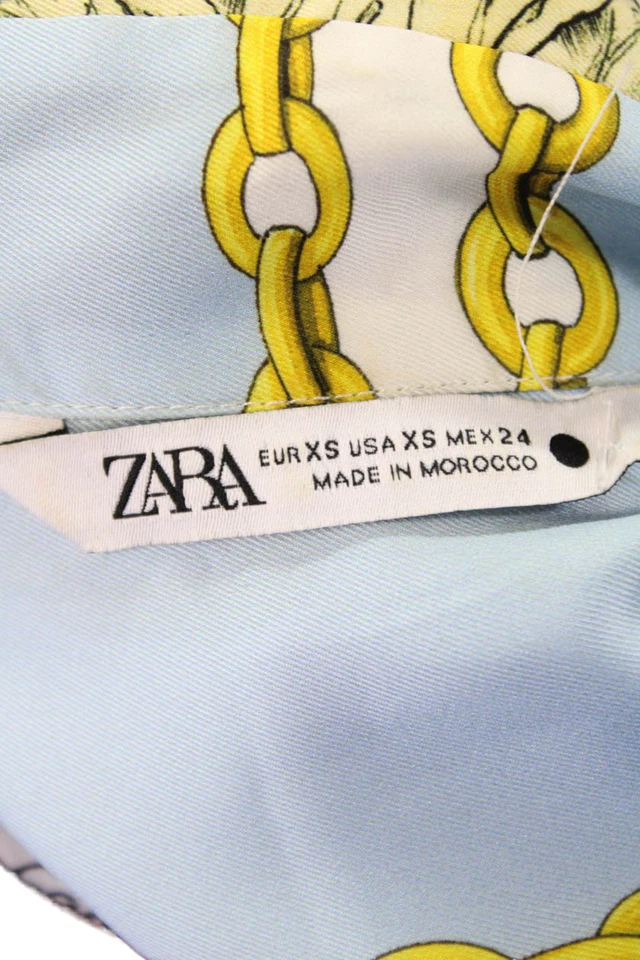 ZARA
EUR XS USA XS MEX 24
MADE IN MOROCCO